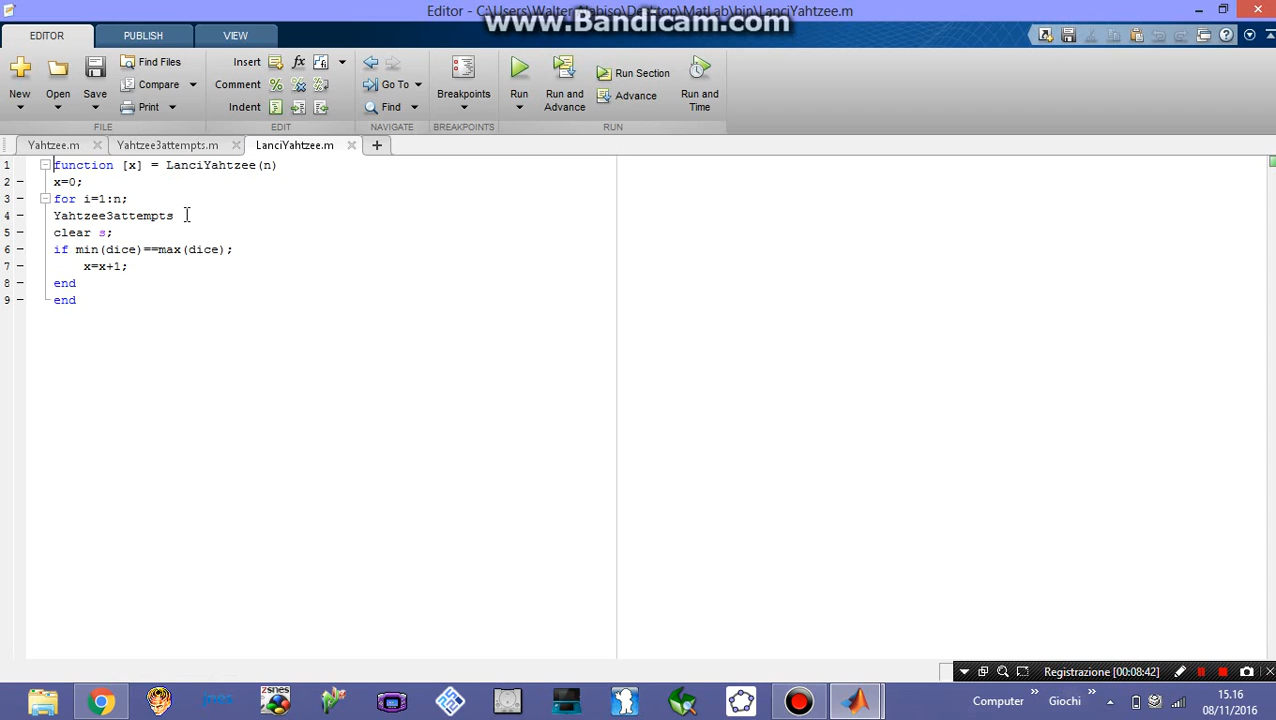 Editor - C:\Users\Walter Nabiso\Desktop\MatLab\bin\LanciYahtzee.m
www.Bandicam.com
EDITOR PUBLISH VIEW
New Open Save
Find Files
Compare
Print
FILE
Insert
Comment
Indent
EDIT
Go To
Find
NAVIGATE
Breakpoints
BREAKPOINTS
Run
Run and Advance
Run Section
Advance
Run and Time
RUN
Yahtzee.m Yahtzee3attempts.m LanciYahtzee.m
1 function [x] = LanciYahtzee(n)
2 x=0;
3 for i=1:n;
4 Yahtzee3attempts
5 clear s;
6 if min(dice)==max(dice);
7 x=x+1;
8 end
9 end
Registrazione [00:08:42]
jnes
zsnes
Computer
Giochi
15.16
08/11/2016